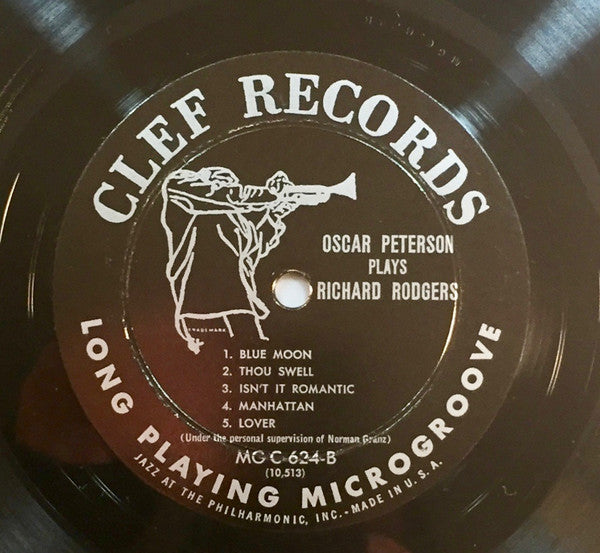 CLEF RECORDS
OSCAR PETERSON
PLAYS
RICHARD RODGERS
TRADE MARK
1. BLUE MOON
2. THOU SWELL
3. ISN'T IT ROMANTIC
4. MANHATTAN
5. LOVER
(Under the personal supervision of Norman Granz)
MG C-624-B
(10,513)
LONG PLAYING MICROGROOVE
JAZZ AT THE PHILHARMONIC, INC.-MADE IN U.S.A.